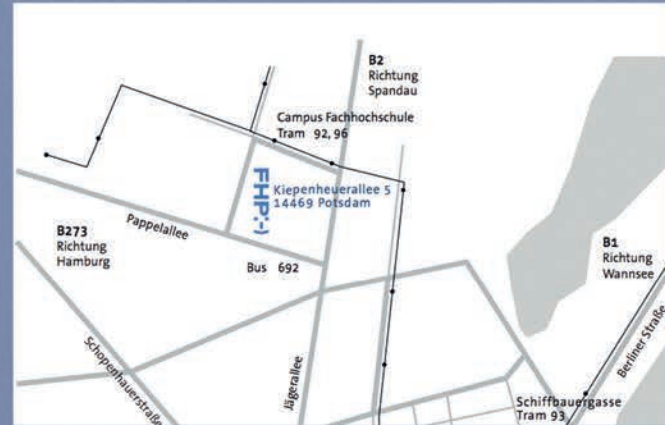 B2
Richtung
Spandau
Campus Fachhochschule
Tram 92, 96
FHP:-)
Kiepenheuerallee 5
14469 Potsdam
Pappelallee
B273
Richtung
Hamburg
Bus 692
B1
Richtung
Wannsee
Berliner Straße
Schopenhauerstraße
Jägerallee
Schiffbauergasse
Tram 93